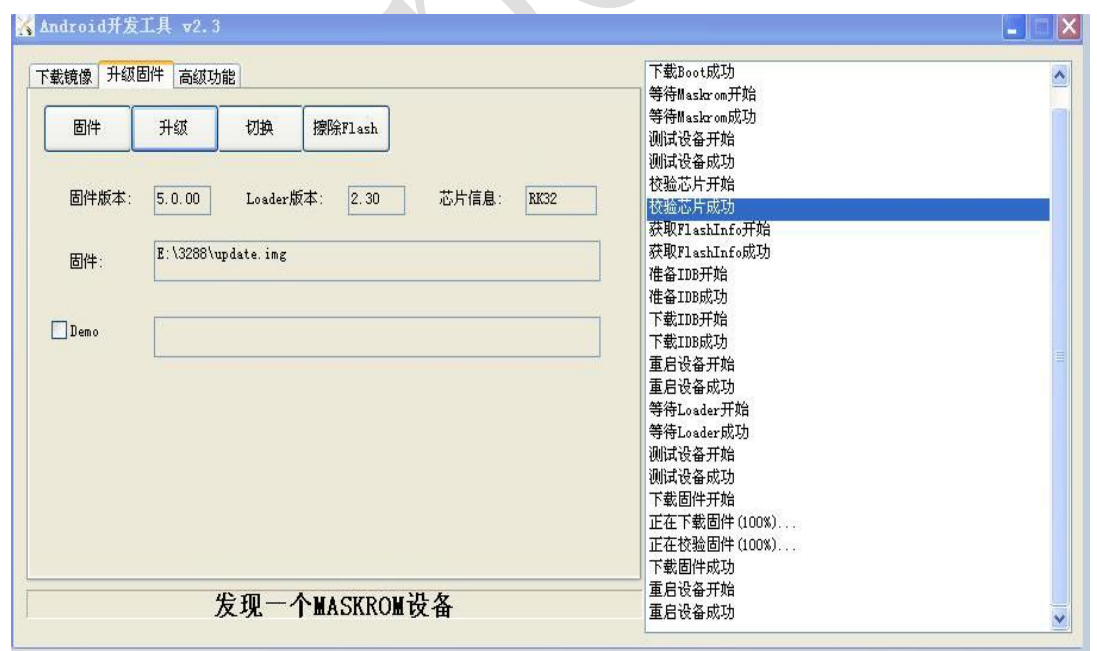 Android开发工具 v2.3
下载镜像 升级固件 高级功能
固件 升级 切换 擦除Flash
固件版本: 5.0.00 Loader版本: 2.30 芯片信息: RK32
固件: E:\3288\update.img
Demo
发现一个MASKROM设备
下载Boot成功
等待Maskrom开始
等待Maskrom成功
测试设备开始
测试设备成功
校验芯片开始
校验芯片成功
获取FlashInfo开始
获取FlashInfo成功
准备IDB开始
准备IDB成功
下载IDB开始
下载IDB成功
重启设备开始
重启设备成功
等待Loader开始
等待Loader成功
测试设备开始
测试设备成功
下载固件开始
正在下载固件(100%)...
正在校验固件(100%)...
下载固件成功
重启设备开始
重启设备成功